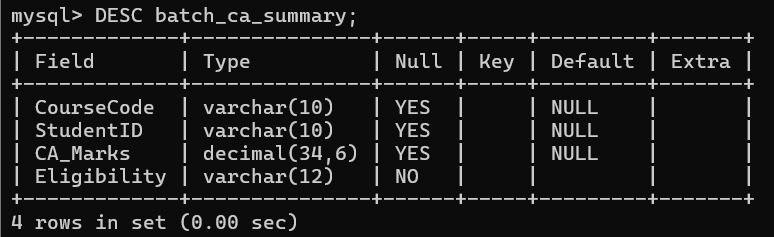 mysql> DESC batch_ca_summary;
+-------------+---------------+------+-----+---------+-------+
| Field       | Type          | Null | Key | Default | Extra |
+-------------+---------------+------+-----+---------+-------+
| CourseCode  | varchar(10)   | YES  |     | NULL    |       |
| StudentID   | varchar(10)   | YES  |     | NULL    |       |
| CA_Marks    | decimal(34,6) | YES  |     | NULL    |       |
| Eligibility | varchar(12)   | NO   |     |         |       |
+-------------+---------------+------+-----+---------+-------+
4 rows in set (0.00 sec)